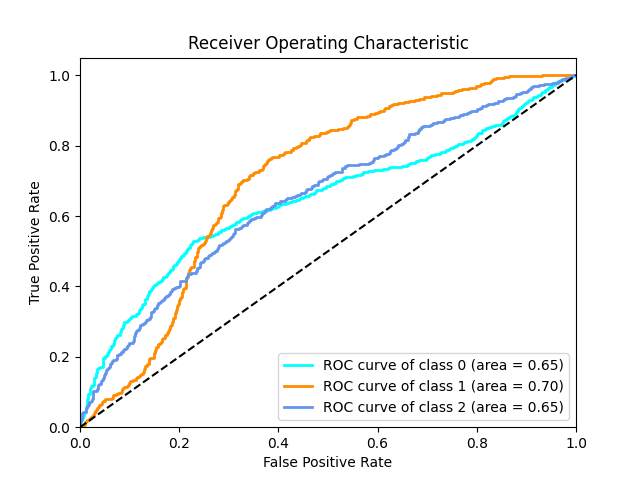 Receiver Operating Characteristic
True Positive Rate
1.0
0.8
0.6
0.4
0.2
0.0
ROC curve of class 0 (area = 0.65)
ROC curve of class 1 (area = 0.70)
ROC curve of class 2 (area = 0.65)
0.0 0.2 0.4 0.6 0.8 1.0
False Positive Rate